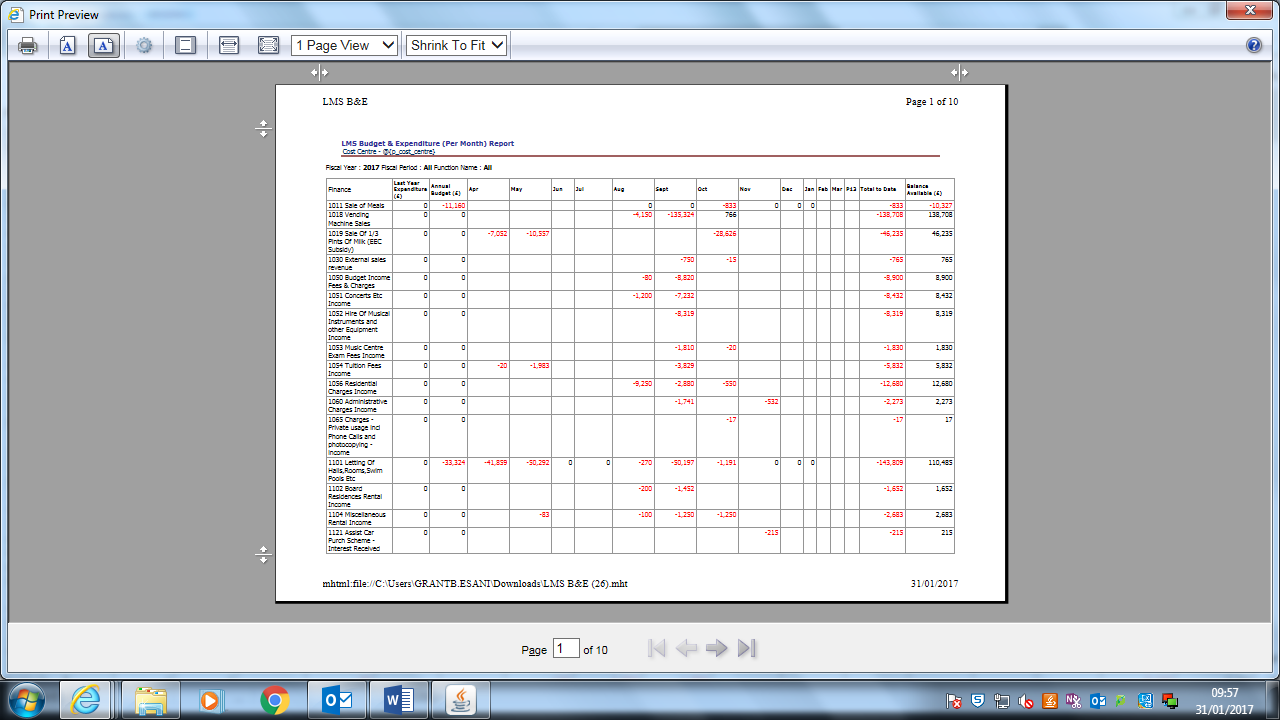 Print Preview
1 Page View
Shrink To Fit
LMS B&E
Page 1 of 10
LMS Budget & Expenditure (Per Month) Report
Cost Centre - @{p_cost_centre}
Fiscal Year : 2017 Fiscal Period : All Function Name : All
Finance Last Year Expenditure (£) Annual Budget (£) Apr May Jun Jul Aug Sept Oct Nov Dec Jan Feb Mar P13 Total to Date Balance Available (£)
1011 Sale of Meals 0 -11,160 0 0 -833 0 0 0 -833 -10,327
1018 Vending 0 0 -4,150 -135,324 766 -138,708 138,708
Machine Sales
1019 Sale Of 1/3 0 0 -7,052 -10,557 -28,626 -46,235 46,235
Pints Of Milk (EEC
Subsidy)
1030 External sales 0 0 -750 -15 -765 765
revenue
1050 Budget Income 0 0 -80 -8,820 -8,900 8,900
Fees & Charges
1051 Concerts Etc 0 0 -1,200 -7,232 -8,432 8,432
Income
1052 Hire Of Musical 0 0 -8,319 -8,319 8,319
Instruments and
other Equipment
Income
1053 Music Centre 0 0 -1,810 -20 -1,830 1,830
Exam Fees Income
1054 Tuition Fees 0 0 -20 -1,983 -3,829 -5,832 5,832
Income
1056 Residential 0 0 -9,250 -2,880 -550 -12,680 12,680
Charges Income
1060 Administrative 0 0 -1,741 -532 -2,273 2,273
Charges Income
1065 Charges - 0 0 -17 -17 17
Private usage incl
Phone Calls and
photocopying -
income
1101 Letting Of 0 -33,324 -41,859 -50,292 0 0 -270 -50,197 -1,191 0 0 0 -143,809 110,485
Halls,Rooms,Swim
Pools Etc
1102 Board 0 0 -200 -1,452 -1,652 1,652
Residences Rental
Income
1104 Miscellaneous 0 0 -83 -100 -1,250 -1,250 -2,683 2,683
Rental Income
1121 Assist Car 0 0 -215 -215 215
Purch Scheme -
Interest Received
mhtml:file://C:\Users\GRANTB.ESANI\Downloads\LMS B&E (26).mht
31/01/2017
Page 1 of 10
09:57
31/01/2017